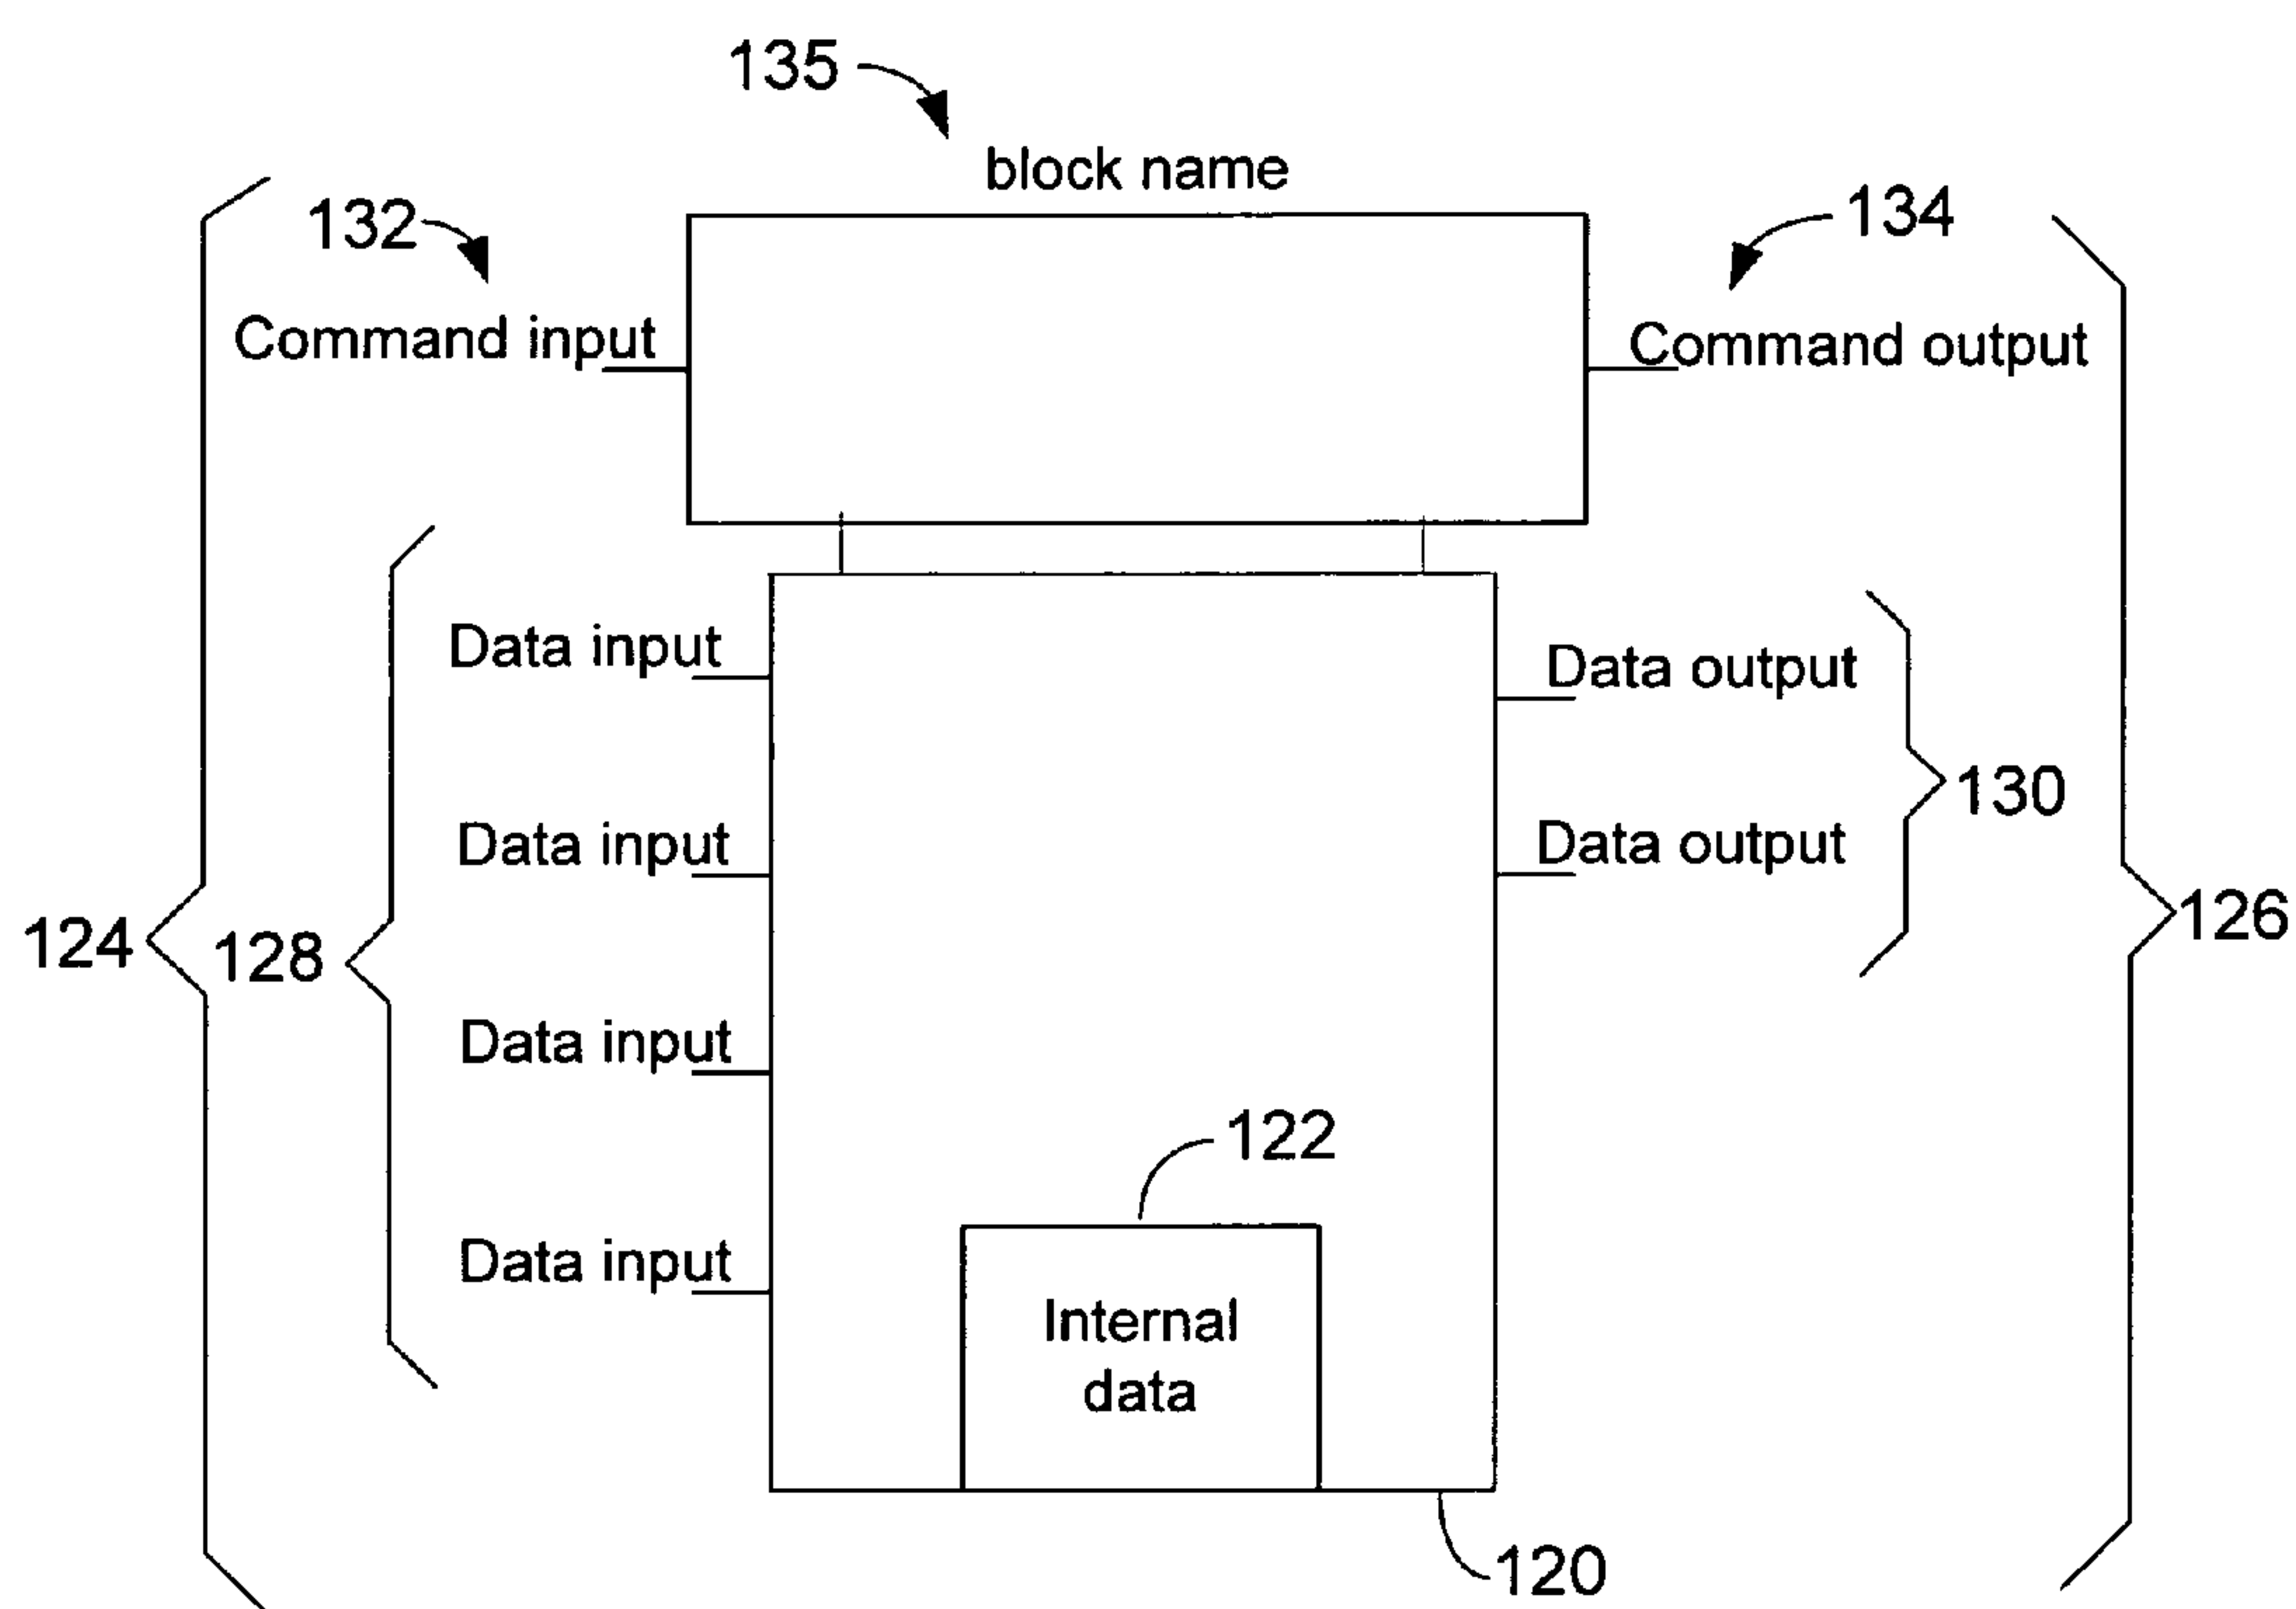 135
block name
132
134
Command input
Command output
Data input
Data output
130
Data input
Data output
124
128
126
Data input
122
Data input
Internal
data
120